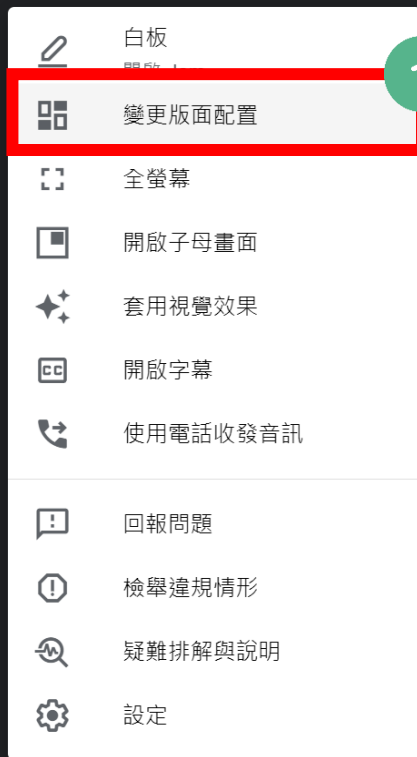 白板
變更版面配置
全螢幕
開啟子母畫面
套用視覺效果
CC
開啟字幕
使用電話收發音訊
回報問題
檢舉違規情形
疑難排解與說明
設定